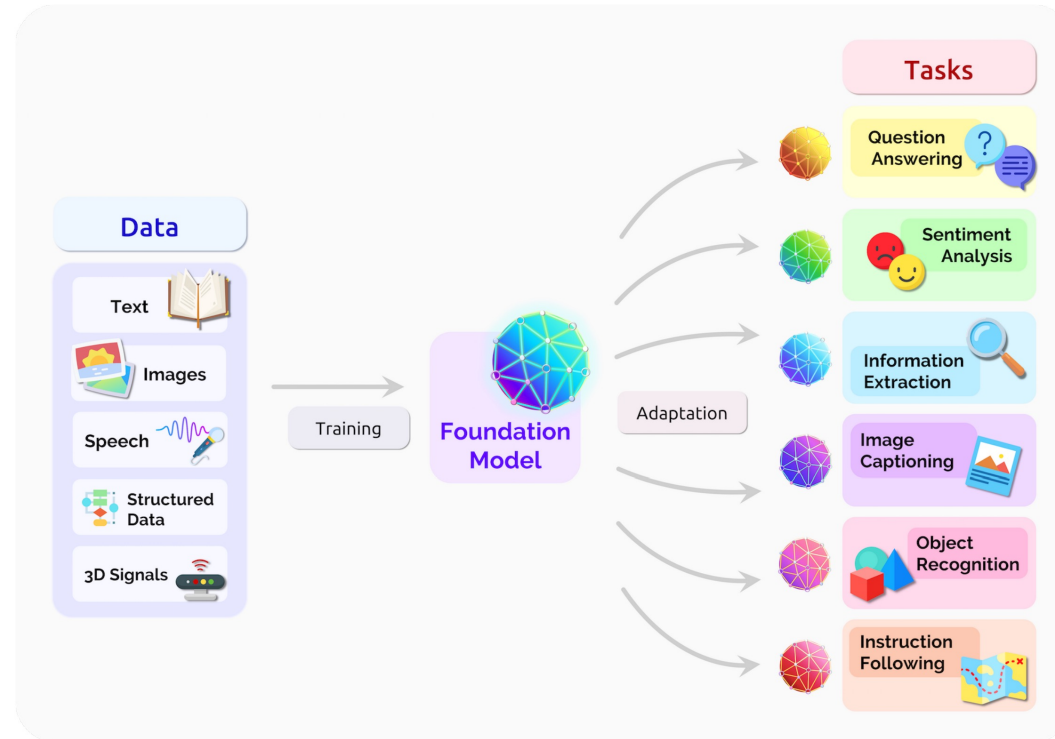 Data
Text
Images
Speech
Structured
Data
3D Signals
Training
Foundation
Model
Adaptation
Tasks
Question
Answering
?
Sentiment
Analysis
Information
Extraction
Image
Captioning
Object
Recognition
Instruction
Following